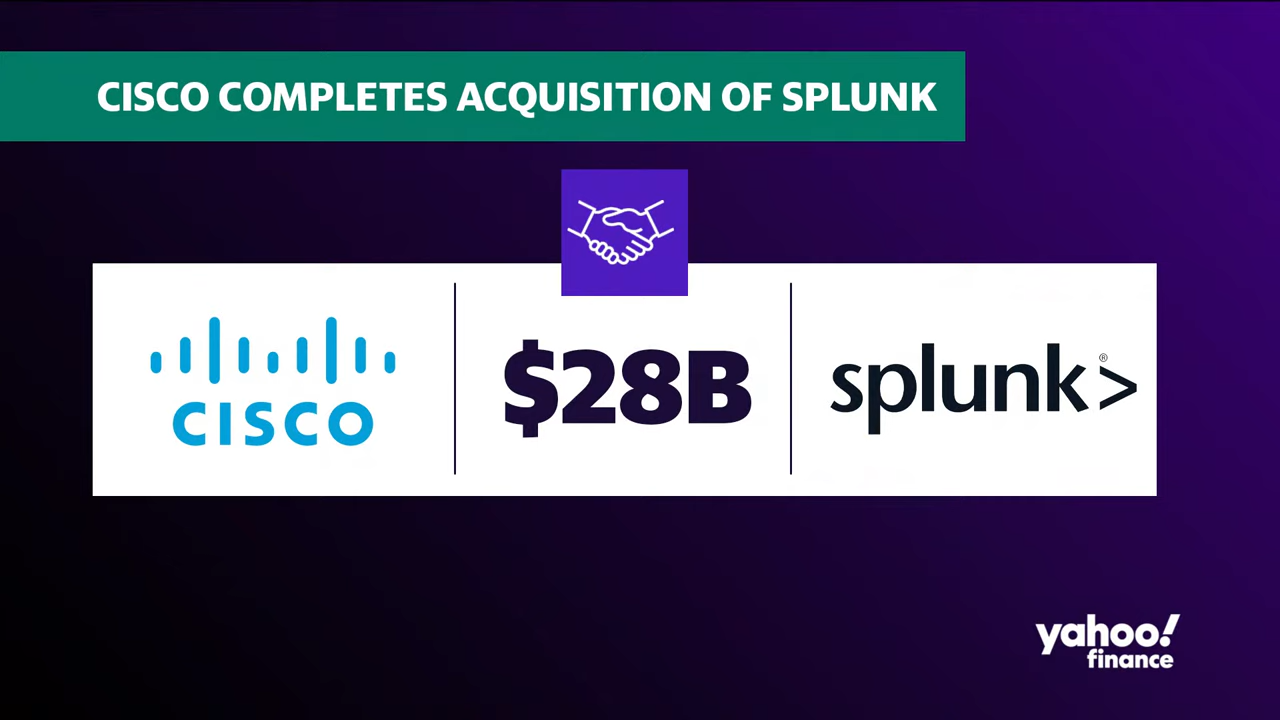 CISCO COMPLETES ACQUISITION OF SPLUNK
CISCO
$28B
splunk>®
yahoo!
finance